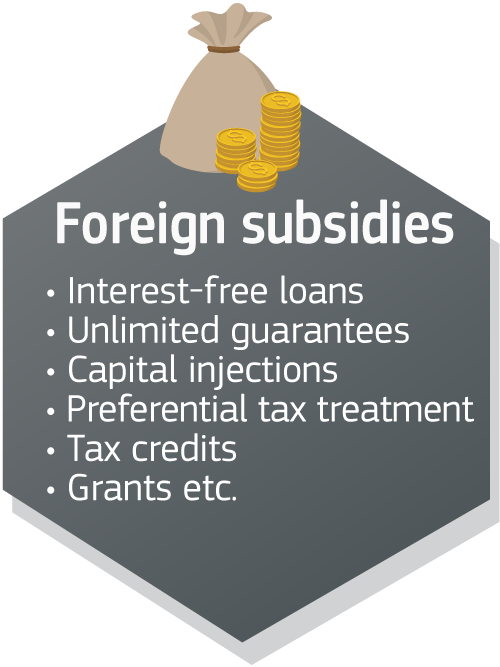 Foreign subsidies
• Interest-free loans
• Unlimited guarantees
• Capital injections
• Preferential tax treatment
• Tax credits
• Grants etc.